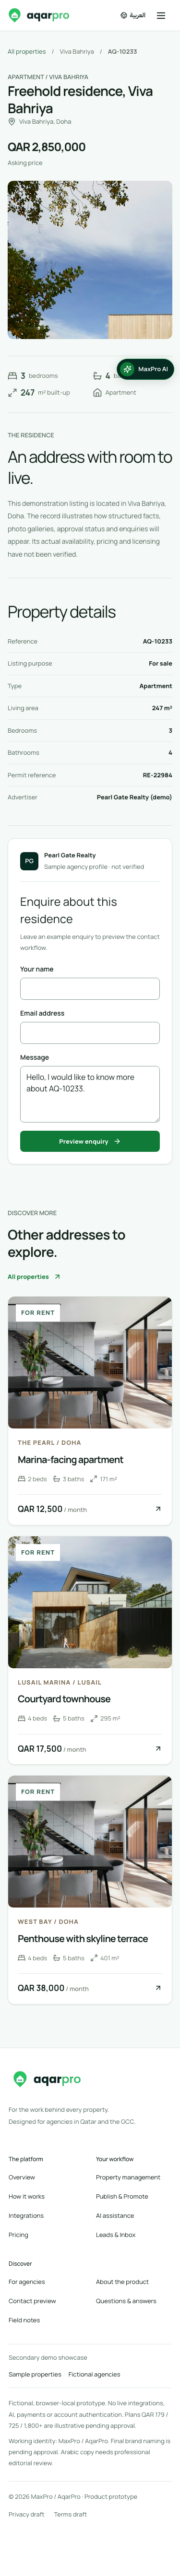 aqarpro
العربية
All properties / Viva Bahriya / AQ-10233
APARTMENT / VIVA BAHRIYA
Freehold residence, Viva
Bahriya
Viva Bahriya, Doha
QAR 2,850,000
Asking price
MaxPro AI
3 bedrooms
4
247 m² built-up
Apartment
THE RESIDENCE
An address with room to
live.
This demonstration listing is located in Viva Bahriya,
Doha. The record illustrates how structured facts,
photo galleries, approval status and enquiries will
appear. Its actual availability, pricing and licensing
have not been verified.
Property details
Reference AQ-10233
Listing purpose For sale
Type Apartment
Living area 247 m²
Bedrooms 3
Bathrooms 4
Permit reference RE-22984
Advertiser Pearl Gate Realty (demo)
PG
Pearl Gate Realty
Sample agency profile · not verified
Enquire about this
residence
Leave an example enquiry to preview the contact
workflow.
Your name
Email address
Message
Hello, I would like to know more
about AQ-10233.
Preview enquiry
DISCOVER MORE
Other addresses to
explore.
All properties
FOR RENT
THE PEARL / DOHA
Marina-facing apartment
2 beds 3 baths 171 m²
QAR 12,500 / month
FOR RENT
LUSAIL MARINA / LUSAIL
Courtyard townhouse
4 beds 5 baths 295 m²
QAR 17,500 / month
FOR RENT
WEST BAY / DOHA
Penthouse with skyline terrace
4 beds 5 baths 401 m²
QAR 38,000 / month
aqarpro
For the work behind every property.
Designed for agencies in Qatar and the GCC.
The platform
Overview
How it works
Integrations
Pricing
Your workflow
Property management
Publish & Promote
AI assistance
Leads & Inbox
Discover
For agencies
Contact preview
Field notes
About the product
Questions & answers
Secondary demo showcase
Sample properties · Fictional agencies
Fictional, browser-local prototype. No live integrations,
AI, payments or account authentication. Plans QAR 179 /
725 / 1,800+ are illustrative pending approval.
Working identity: MaxPro / AqarPro. Final brand naming is
pending approval. Arabic copy needs professional
editorial review.
© 2026 MaxPro / AqarPro · Product prototype
Privacy draft Terms draft